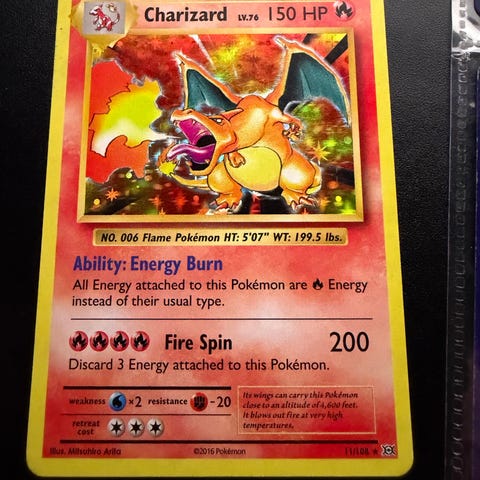 Charizard LV.76 150 HP
NO. 006 Flame Pokémon HT: 5'07" WT: 199.5 lbs.
Ability: Energy Burn
All Energy attached to this Pokémon are Energy
instead of their usual type.
Fire Spin 200
Discard 3 Energy attached to this Pokémon.
weakness ×2 resistance -20
retreat
cost
Its wings can carry this Pokémon
close to an altitude of 4,600 feet.
It blows out fire at very high
temperatures.
Illus. Mitsuhiro Arita ©2016 Pokémon 11/108